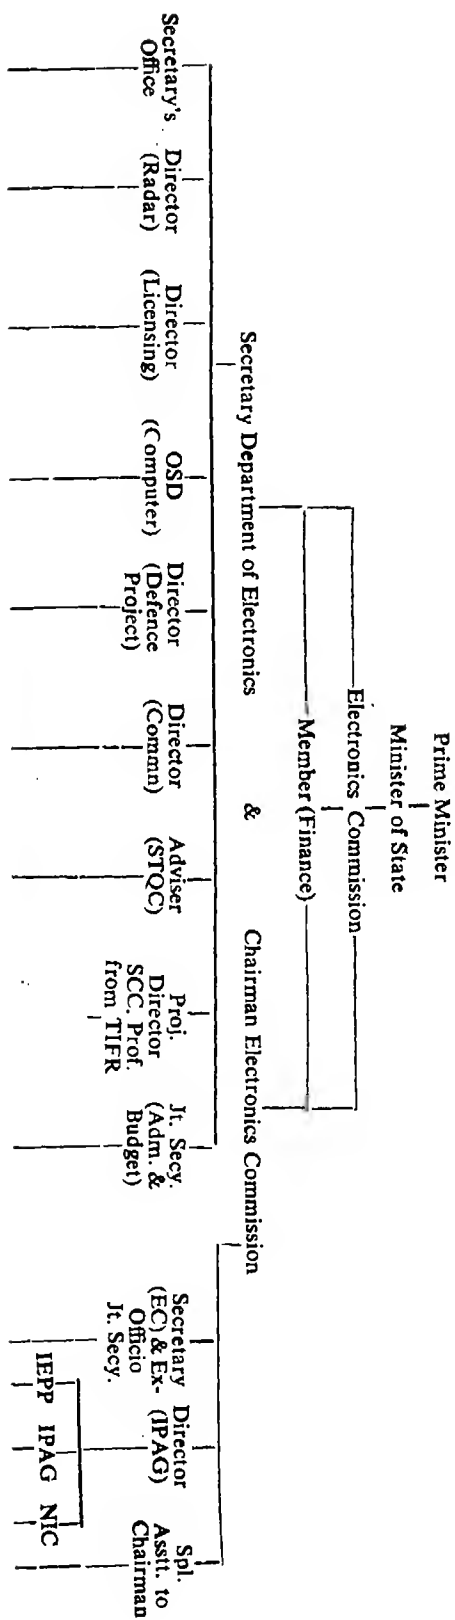 Prime Minister
Minister of State
Electronics Commission
Member (Finance)
Secretary Department of Electronics & Chairman Electronics Commission
Secretary's
Office
Director
(Radar)
Director
(Licensing)
OSD
(Computer)
Director
(Defence
Project)
Director
(Commn)
Adviser
(STQC)
Proj.
Director
SCC. Prof.
from TIFR
Jt. Secy.
(Adm. &
Budget)
Secretary
(EC) & Ex-
Officio
Jt. Secy.
Director
(IPAG)
Spl.
Asstt. to
Chairman
IEPP IPAG NIC